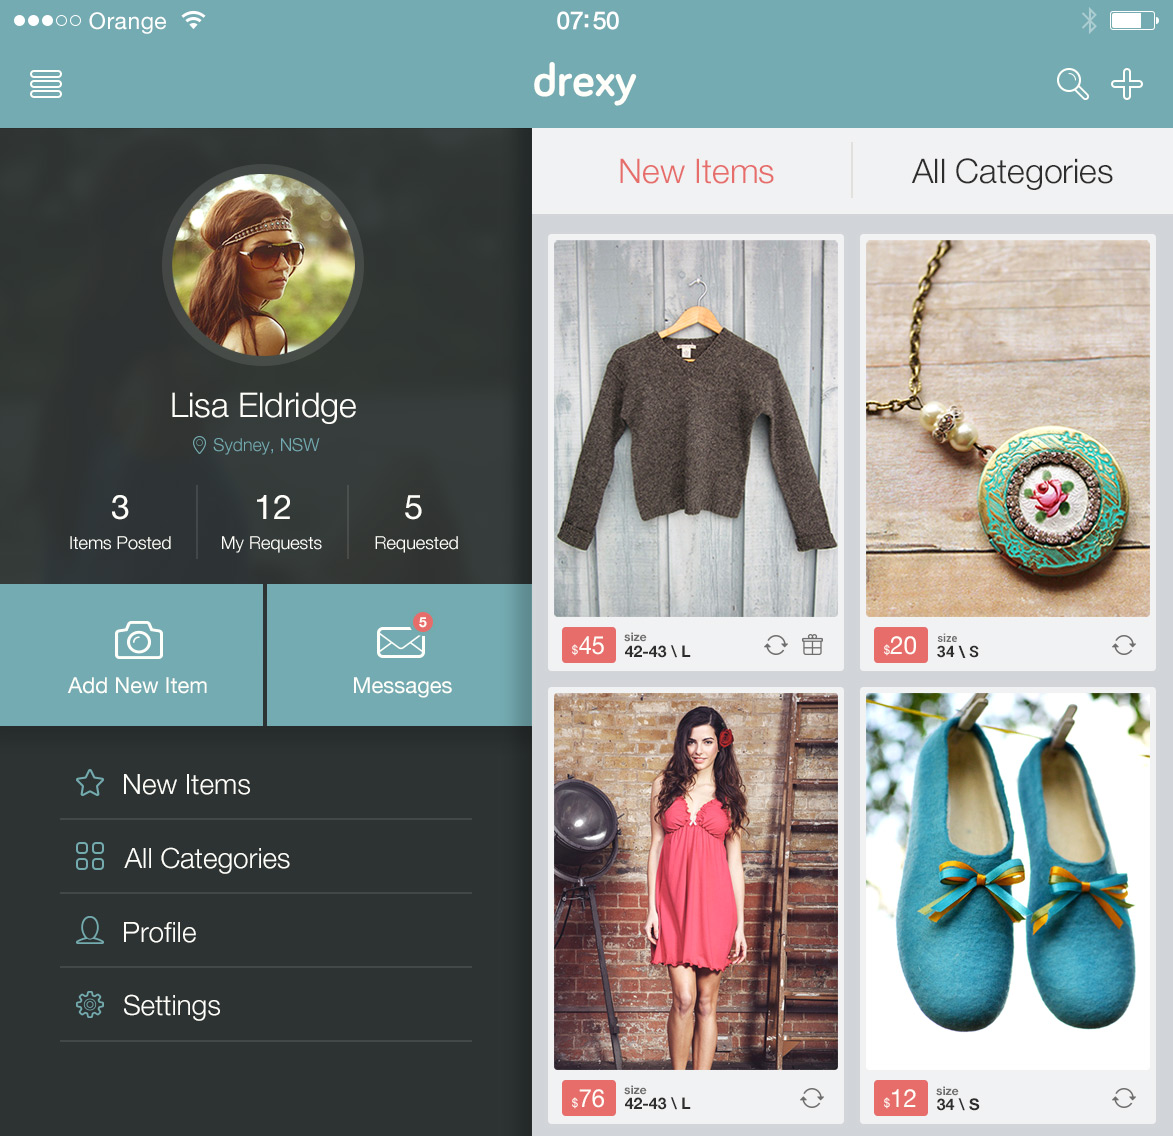 Orange
07:50
drexy
Lisa Eldridge
Sydney, NSW
3
Items Posted
12
My Requests
5
Requested
Add New Item
5
Messages
New Items
All Categories
Profile
Settings
New Items
All Categories
$45
size
42-43 \ L
$20
size
34 \ S
$76
size
42-43 \ L
$12
size
34 \ S